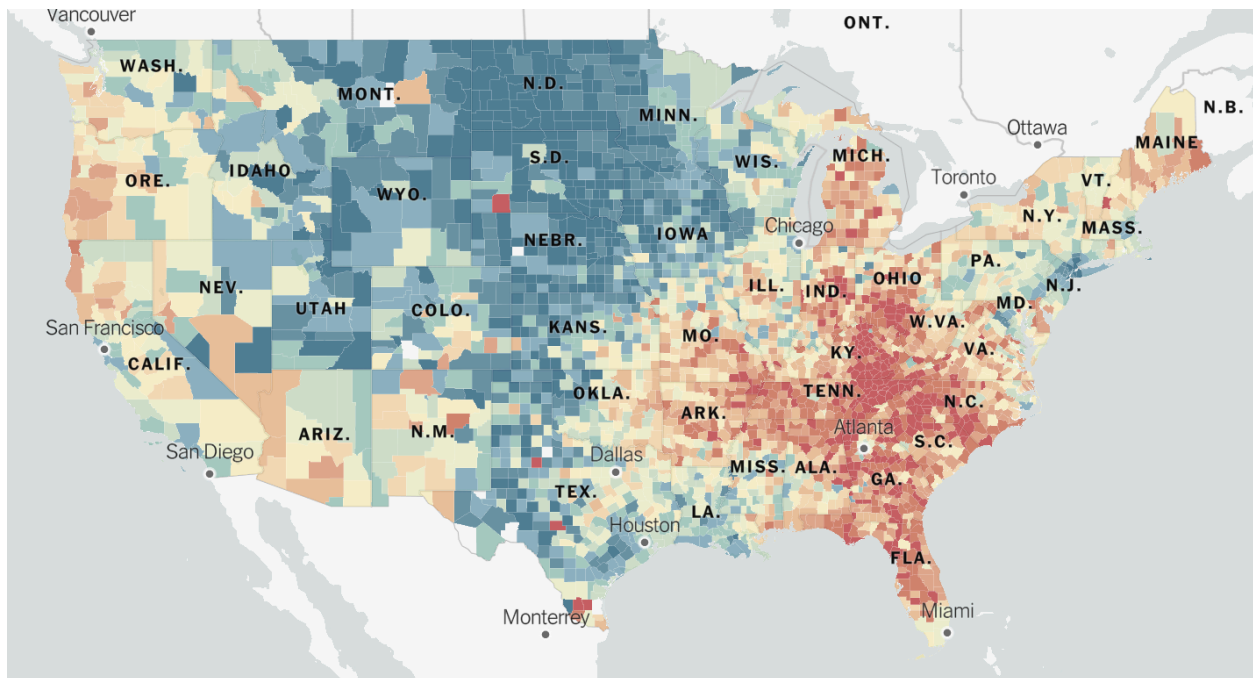 Vancouver
ONT.
WASH.
MONT.
N.D.
MINN.
N.B.
Ottawa
MAINE
ORE.
IDAHO
S.D.
WIS.
MICH.
Toronto
VT.
WYO.
N.Y.
MASS.
NEBR.
IOWA
Chicago
PA.
NEV.
UTAH
COLO.
ILL.
IND.
OHIO
N.J.
MD.
San Francisco
KANS.
MO.
W.VA.
CALIF.
KY.
VA.
OKLA.
TENN.
N.C.
ARIZ.
N.M.
ARK.
Atlanta
S.C.
San Diego
Dallas
MISS.
ALA.
GA.
TEX.
LA.
Houston
FLA.
Monterrey
Miami